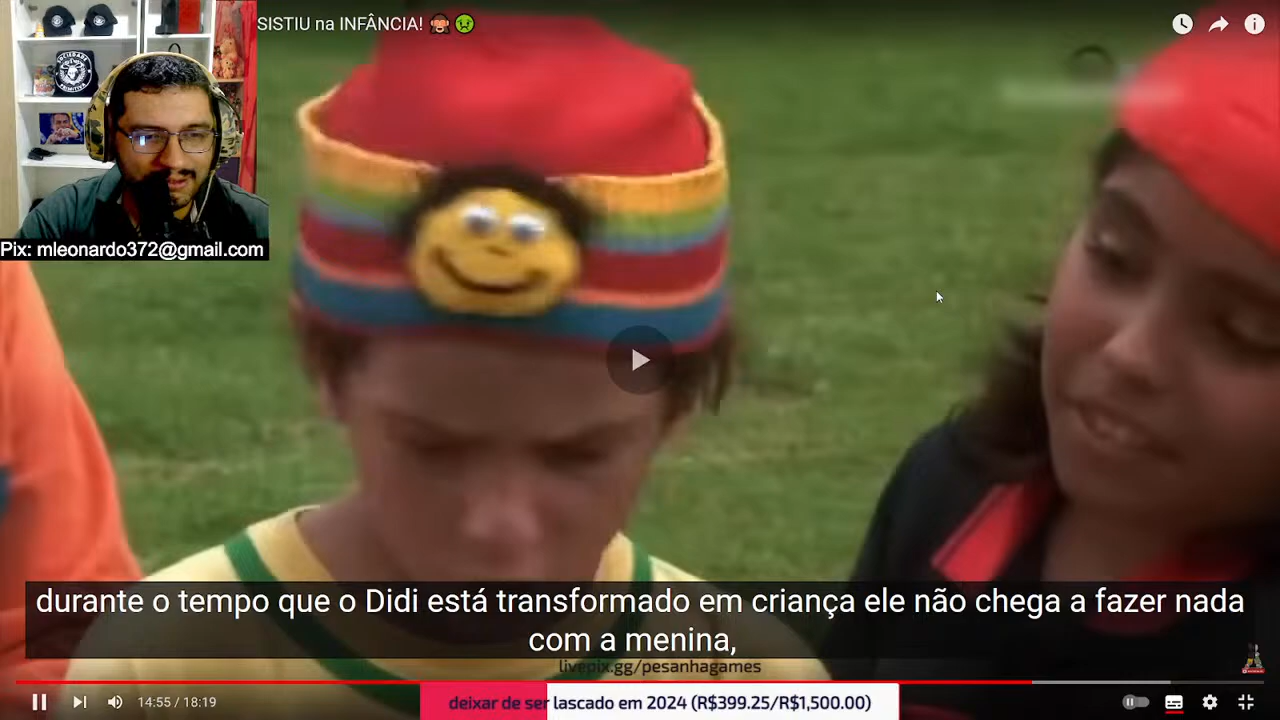 SISTIU na INFÂNCIA! 🙈🤢
SOCIEDADE
PRIMITIVA
Pix: mleonardo372@gmail.com
durante o tempo que o Didi está transformado em criança ele não chega a fazer nada
com a menina,
livepix.gg/pesanhagames
14:55 / 18:19
deixar de ser lascado em 2024 (R$399.25/R$1,500.00)